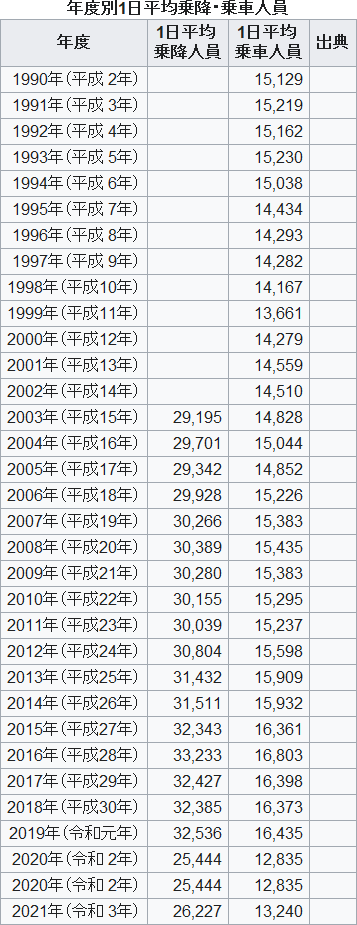 年度別1日平均乗降・乗車人員
年度 1日平均乗降人員 1日平均乗車人員 出典
1990年(平成 2年) 15,129
1991年(平成 3年) 15,219
1992年(平成 4年) 15,162
1993年(平成 5年) 15,230
1994年(平成 6年) 15,038
1995年(平成 7年) 14,434
1996年(平成 8年) 14,293
1997年(平成 9年) 14,282
1998年(平成10年) 14,167
1999年(平成11年) 13,661
2000年(平成12年) 14,279
2001年(平成13年) 14,559
2002年(平成14年) 14,510
2003年(平成15年) 29,195 14,828
2004年(平成16年) 29,701 15,044
2005年(平成17年) 29,342 14,852
2006年(平成18年) 29,928 15,226
2007年(平成19年) 30,266 15,383
2008年(平成20年) 30,389 15,435
2009年(平成21年) 30,280 15,383
2010年(平成22年) 30,155 15,295
2011年(平成23年) 30,039 15,237
2012年(平成24年) 30,804 15,598
2013年(平成25年) 31,432 15,909
2014年(平成26年) 31,511 15,932
2015年(平成27年) 32,343 16,361
2016年(平成28年) 33,233 16,803
2017年(平成29年) 32,427 16,398
2018年(平成30年) 32,385 16,373
2019年(令和元年) 32,536 16,435
2020年(令和 2年) 25,444 12,835
2020年(令和 2年) 25,444 12,835
2021年(令和 3年) 26,227 13,240